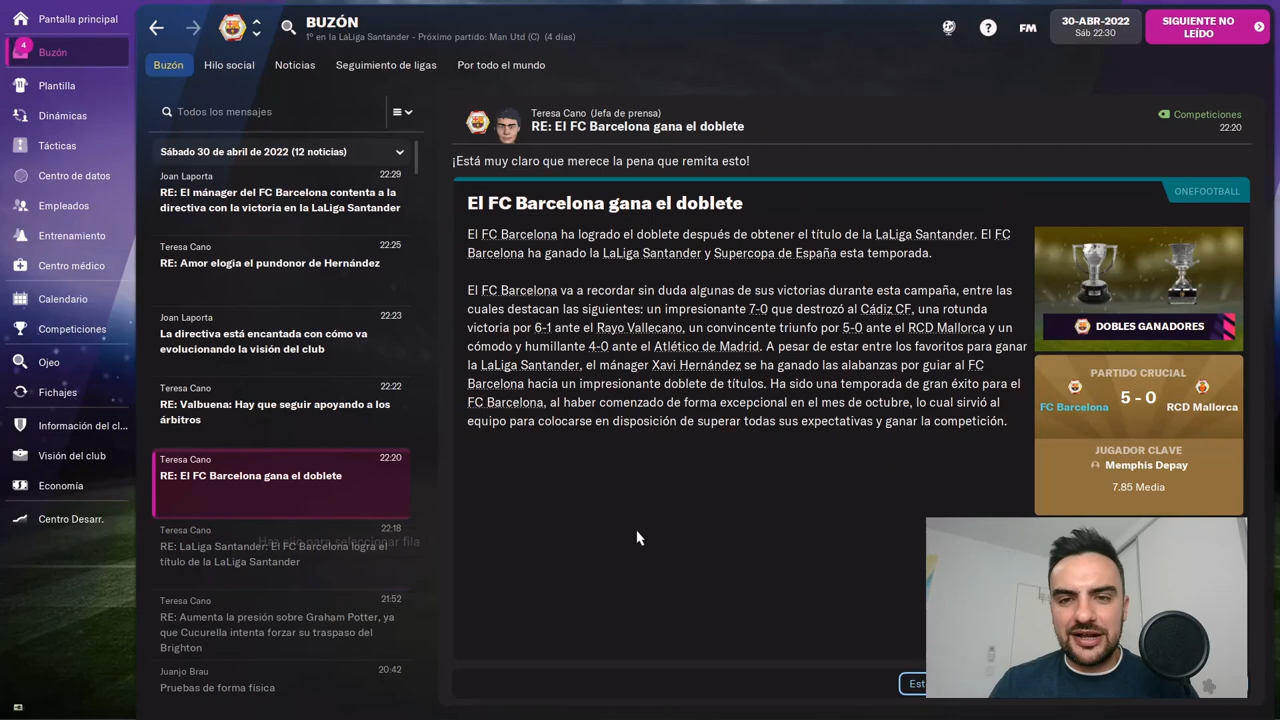 Pantalla principal
4
Buzón
Plantilla
Dinámicas
Tácticas
Centro de datos
Empleados
Entrenamiento
Centro médico
Calendario
Competiciones
Ojeo
Fichajes
Información del cl...
Visión del club
Economía
Centro Desarr.
BUZÓN
1º en la LaLiga Santander - Próximo partido: Man Utd (C) (4 días)
FM
30-ABR-2022
Sáb 22:30
SIGUIENTE NO
LEÍDO
Buzón Hilo social Noticias Seguimiento de ligas Por todo el mundo
Todos los mensajes
Sábado 30 de abril de 2022 (12 noticias)
Joan Laporta 22:29
RE: El mánager del FC Barcelona contenta a la
directiva con la victoria en la LaLiga Santander
Teresa Cano 22:25
RE: Amor elogia el pundonor de Hernández
Joan Laporta 22:23
La directiva está encantada con cómo va
evolucionando la visión del club
Teresa Cano 22:22
RE: Valbuena: Hay que seguir apoyando a los
árbitros
Teresa Cano 22:20
RE: El FC Barcelona gana el doblete
Teresa Cano 22:18
Haz clic para seleccionar fila
RE: LaLiga Santander: El FC Barcelona logra el
título de la LaLiga Santander
Teresa Cano 21:52
RE: Aumenta la presión sobre Graham Potter, ya
que Cucurella intenta forzar su traspaso del
Brighton
Juanjo Brau 20:42
Pruebas de forma física
Teresa Cano (Jefa de prensa)
RE: El FC Barcelona gana el doblete
Competiciones
22:20
¡Está muy claro que merece la pena que remita esto!
ONEFOOTBALL
El FC Barcelona gana el doblete
El FC Barcelona ha logrado el doblete después de obtener el título de la LaLiga Santander. El FC
Barcelona ha ganado la LaLiga Santander y Supercopa de España esta temporada.
El FC Barcelona va a recordar sin duda algunas de sus victorias durante esta campaña, entre las
cuales destacan las siguientes: un impresionante 7-0 que destrozó al Cádiz CF, una rotunda
victoria por 6-1 ante el Rayo Vallecano, un convincente triunfo por 5-0 ante el RCD Mallorca y un
cómodo y humillante 4-0 ante el Atlético de Madrid. A pesar de estar entre los favoritos para ganar
la LaLiga Santander, el mánager Xavi Hernández se ha ganado las alabanzas por guiar al FC
Barcelona hacia un impresionante doblete de títulos. Ha sido una temporada de gran éxito para el
FC Barcelona, al haber comenzado de forma excepcional en el mes de octubre, lo cual sirvió al
equipo para colocarse en disposición de superar todas sus expectativas y ganar la competición.
DOBLES GANADORES
PARTIDO CRUCIAL
FC Barcelona 5 - 0 RCD Mallorca
JUGADOR CLAVE
Memphis Depay
7.85 Media
Est